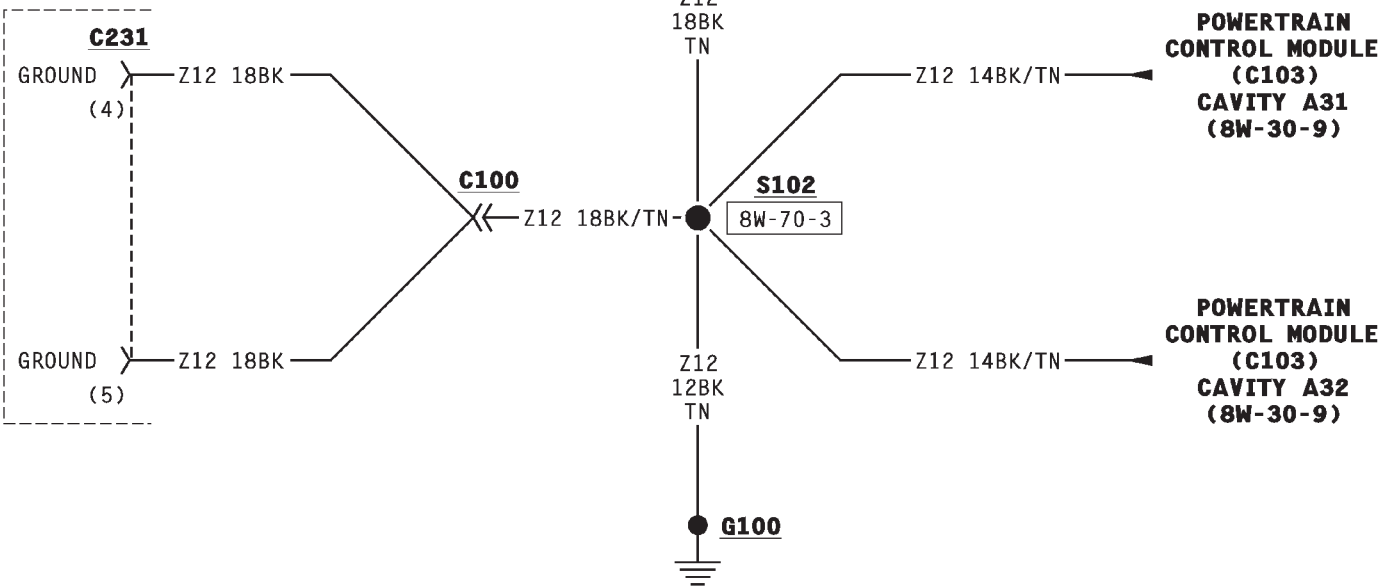 Z12
18BK
TN
C231
GROUND
Z12 18BK
(4)
C100
Z12 18BK/TN
GROUND
Z12 18BK
(5)
S102
8W-70-3
Z12 14BK/TN
POWERTRAIN
CONTROL MODULE
(C103)
CAVITY A31
(8W-30-9)
Z12 14BK/TN
POWERTRAIN
CONTROL MODULE
(C103)
CAVITY A32
(8W-30-9)
Z12
12BK
TN
G100